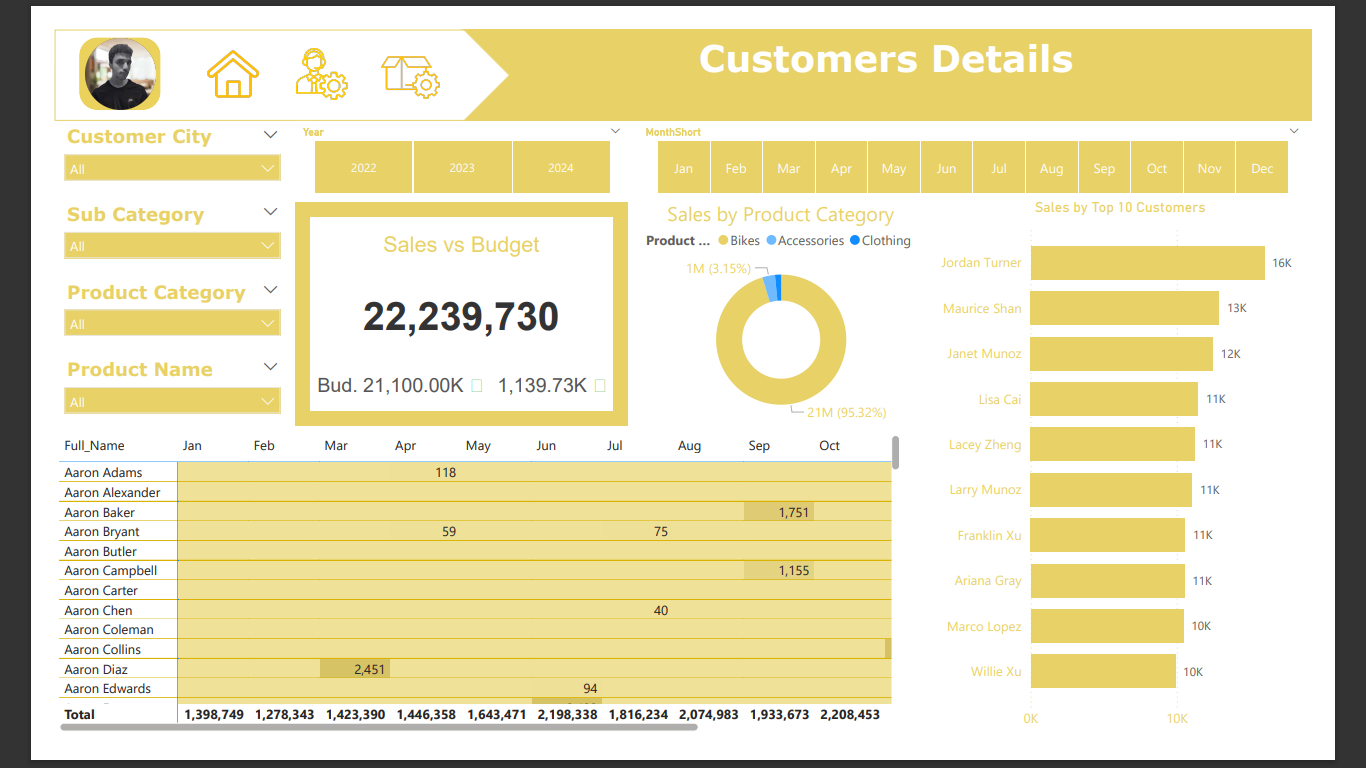 Customers Details
Customer City
All
Year
2022 2023 2024
MonthShort
Jan Feb Mar Apr May Jun Jul Aug Sep Oct Nov Dec
Sub Category
All
Product Category
All
Product Name
All
Sales vs Budget
22,239,730
Bud. 21,100.00K 1,139.73K
Sales by Product Category
Product ... Bikes Accessories Clothing
1M (3.15%)
21M (95.32%)
Sales by Top 10 Customers
Jordan Turner 16K
Maurice Shan 13K
Janet Munoz 12K
Lisa Cai 11K
Lacey Zheng 11K
Larry Munoz 11K
Franklin Xu 11K
Ariana Gray 11K
Marco Lopez 10K
Willie Xu 10K
0K 10K
Full_Name Jan Feb Mar Apr May Jun Jul Aug Sep Oct
Aaron Adams 118
Aaron Alexander
Aaron Baker 1,751
Aaron Bryant 59 75
Aaron Butler
Aaron Campbell 1,155
Aaron Carter
Aaron Chen 40
Aaron Coleman
Aaron Collins
Aaron Diaz 2,451
Aaron Edwards 94
Total 1,398,749 1,278,343 1,423,390 1,446,358 1,643,471 2,198,338 1,816,234 2,074,983 1,933,673 2,208,453